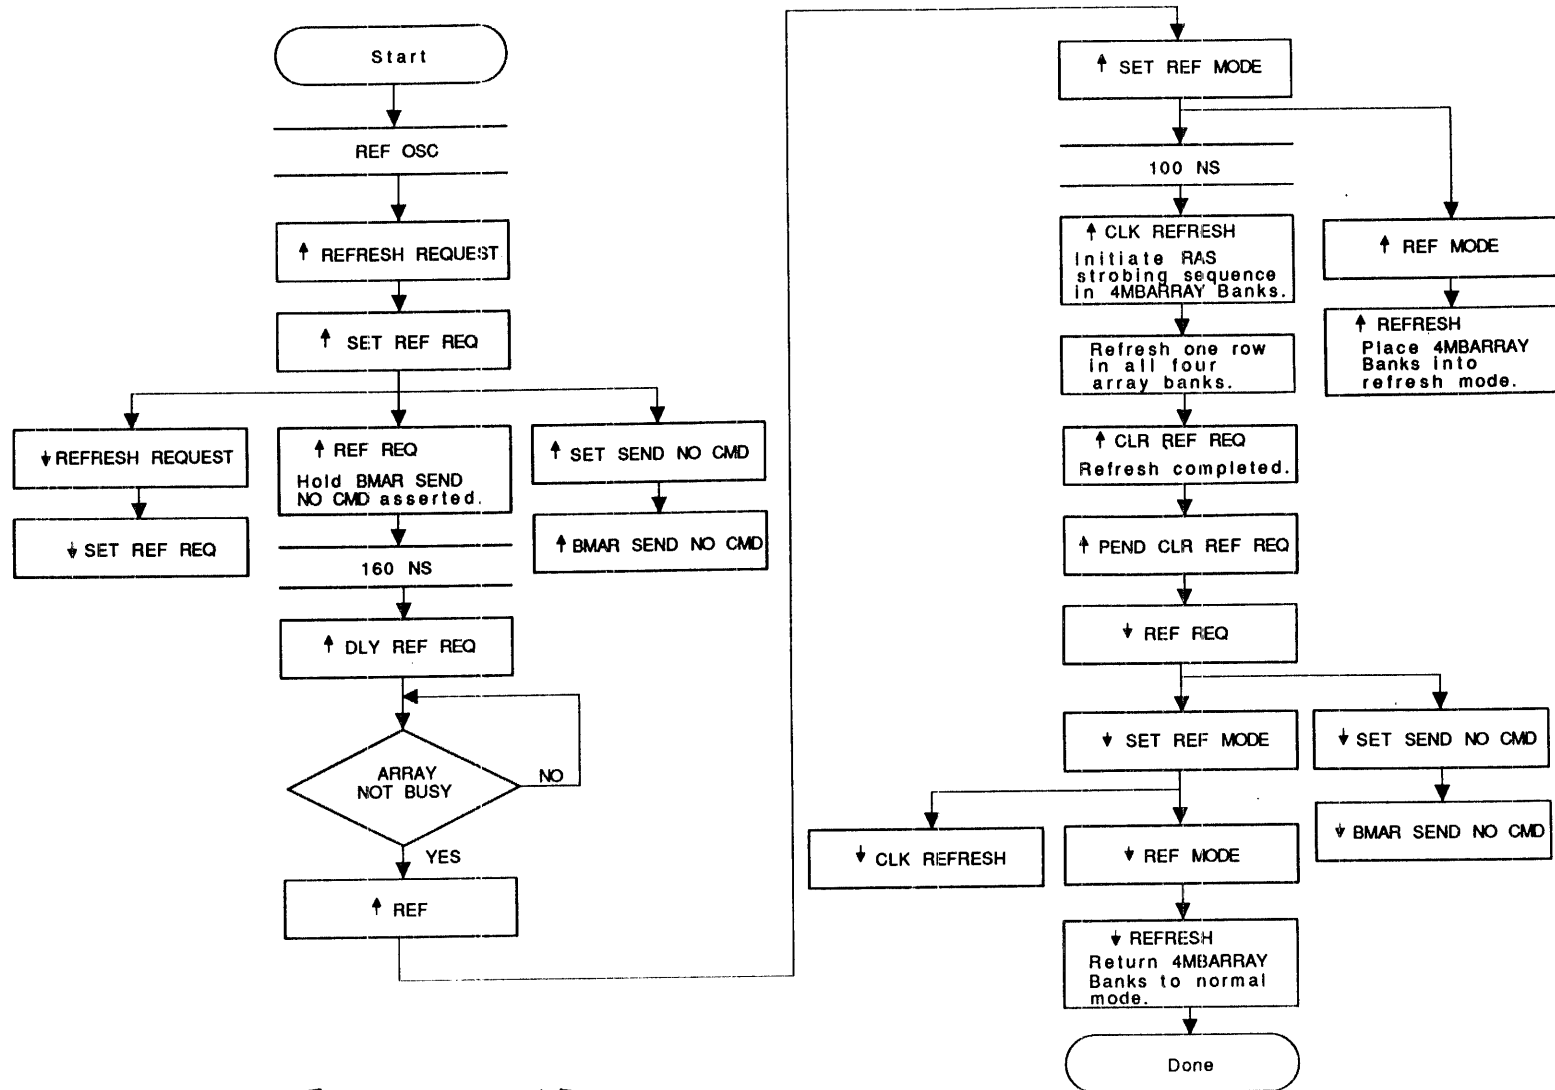 Start
REF OSC
↑ REFRESH REQUEST
↑ SET REF REQ
↓ REFRESH REQUEST
↓ SET REF REQ
↑ REF REQ
Hold BMAR SEND
NO CMD asserted.
↑ SET SEND NO CMD
↑ BMAR SEND NO CMD
160 NS
↑ DLY REF REQ
ARRAY
NOT BUSY
NO
YES
↑ REF
↑ SET REF MODE
100 NS
↑ CLK REFRESH
Initiate RAS
strobing sequence
in 4MBARRAY Banks.
↑ REF MODE
↑ REFRESH
Place 4MBARRAY
Banks into
refresh mode.
Refresh one row
in all four
array banks.
↑ CLR REF REQ
Refresh completed.
↑ PEND CLR REF REQ
↓ REF REQ
↓ SET REF MODE
↓ SET SEND NO CMD
↓ BMAR SEND NO CMD
↓ CLK REFRESH
↓ REF MODE
↓ REFRESH
Return 4MBARRAY
Banks to normal
mode.
Done